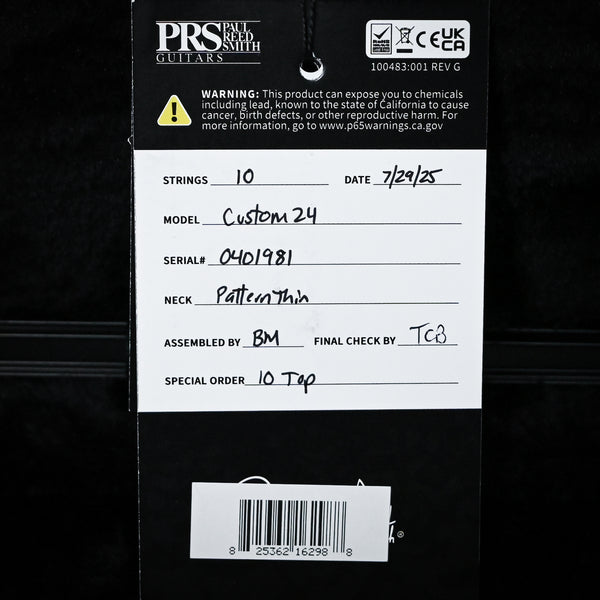 PRS PAUL REED SMITH
GUITARS
CE UK CA
100483:001 REV G
WARNING: This product can expose you to chemicals
including lead, known to the state of California to cause
cancer, birth defects, or other reproductive harm. For
more information, go to www.p65warnings.ca.gov
STRINGS 10 DATE 7/29/25
MODEL Custom 24
SERIAL# 0401981
NECK Pattern Thin
ASSEMBLED BY BM FINAL CHECK BY TCB
SPECIAL ORDER 10 Top
8 25362 16298 8